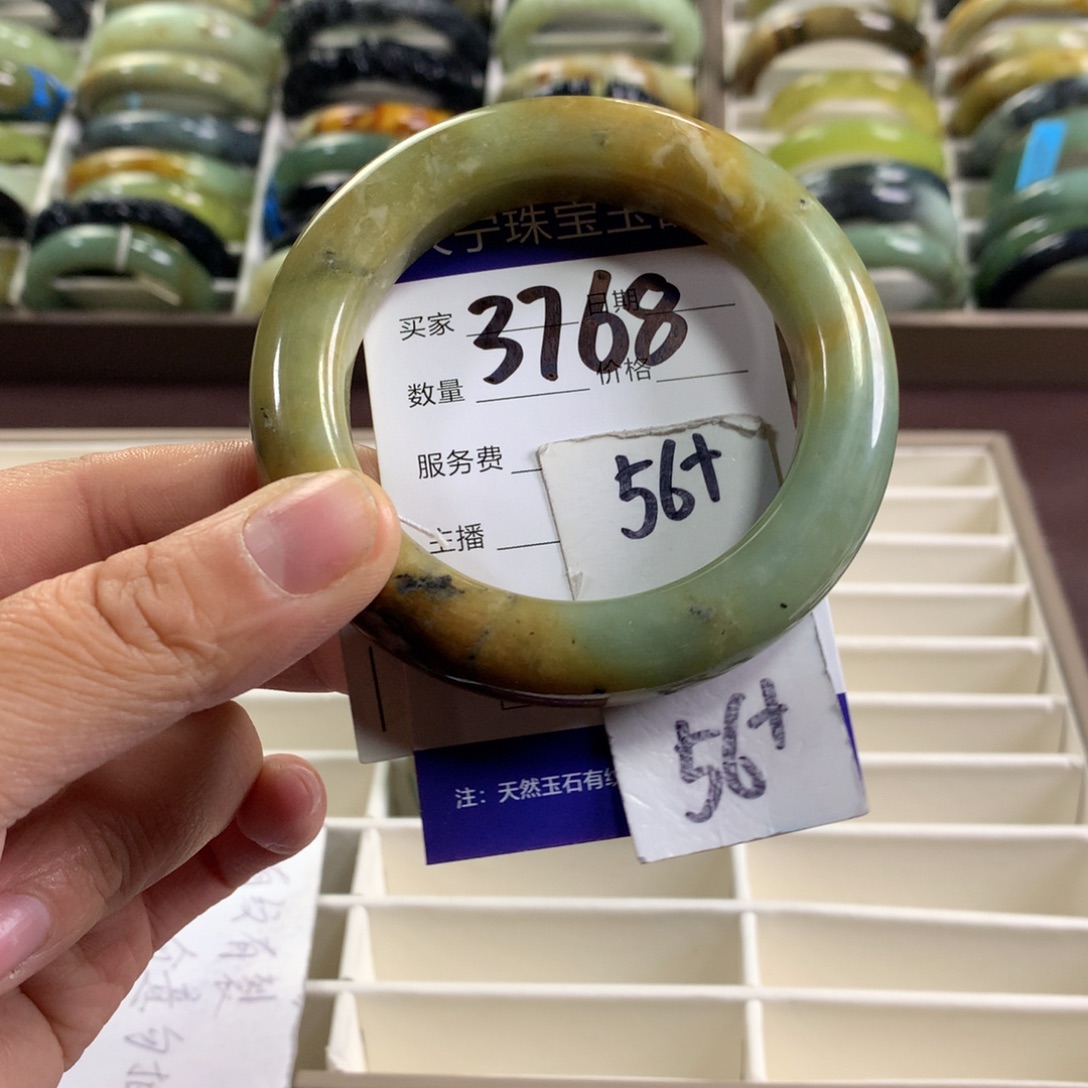 宁珠宝玉
买家 3768 日期
数量 价格
服务费 56+
主播
56+
注：天然玉石有